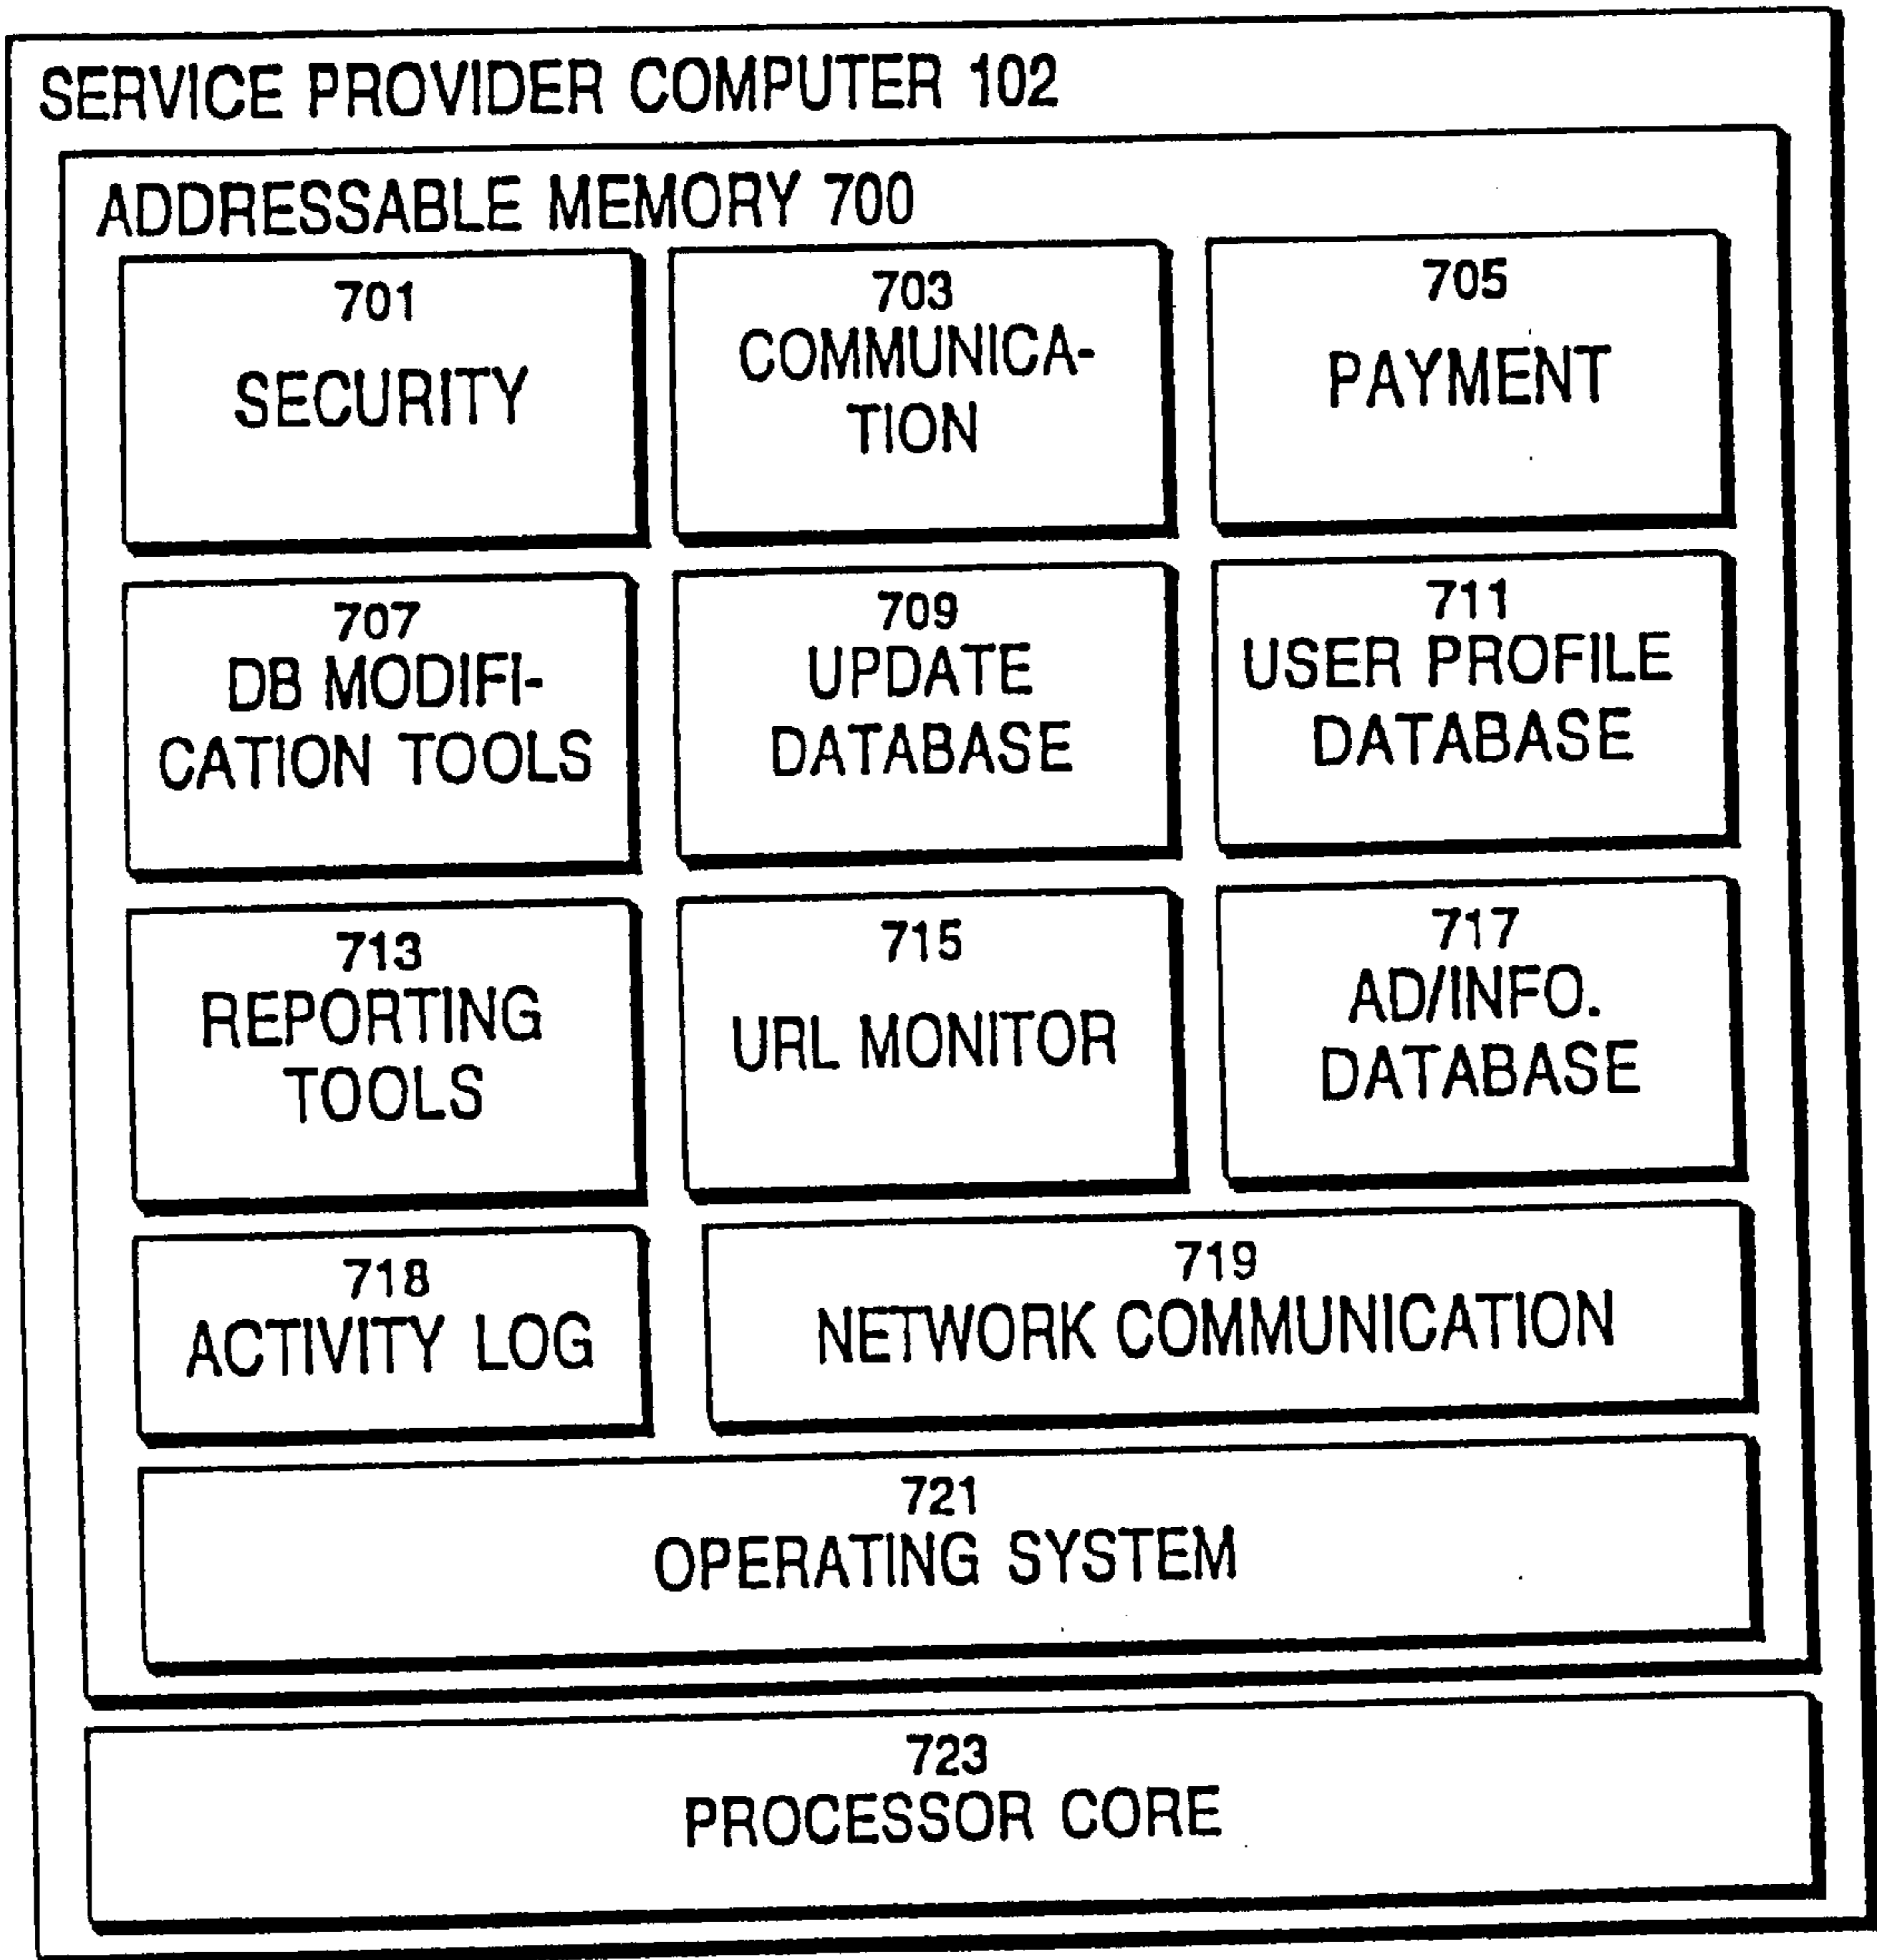 SERVICE PROVIDER COMPUTER 102
ADDRESSABLE MEMORY 700
701
SECURITY
703
COMMUNICA-
TION
705
PAYMENT
707
DB MODIFI-
CATION TOOLS
709
UPDATE
DATABASE
711
USER PROFILE
DATABASE
713
REPORTING
TOOLS
715
URL MONITOR
717
AD/INFO.
DATABASE
718
ACTIVITY LOG
719
NETWORK COMMUNICATION
721
OPERATING SYSTEM
723
PROCESSOR CORE